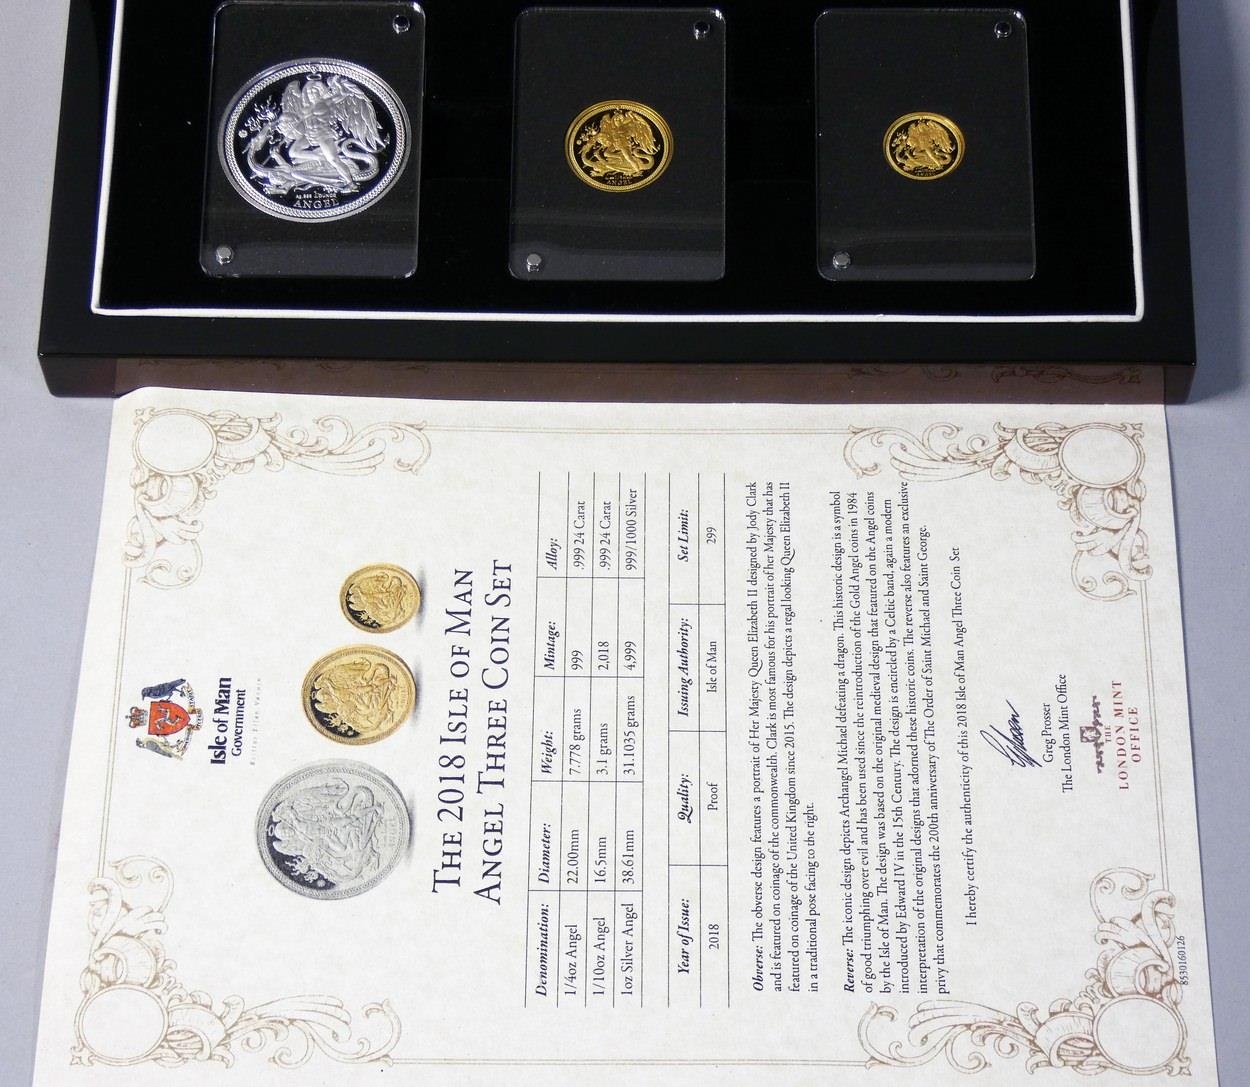 AG .999 1 OUNCE
ANGEL
ANGEL
ANGEL
Isle of Man
Government
THE 2018 ISLE OF MAN
ANGEL THREE COIN SET
Denomination: Diameter: Weight: Mintage: Alloy:
1/4oz Angel 22.00mm 7.778 grams 999 .999 24 Carat
1/10oz Angel 16.5mm 3.1 grams 2,018 .999 24 Carat
1oz Silver Angel 38.61mm 31.1035 grams 4,999 999/1000 Silver
Year of Issue: Quality: Issuing Authority: Set Limit:
2018 Proof Isle of Man 299
Obverse: The obverse design features a portrait of Her Majesty Queen Elizabeth II designed by Jody Clark
and is featured on coinage of the commonwealth. Clark is most famous for his portrait of her Majesty that has
featured on coinage of the United Kingdom since 2015. The design depicts a regal looking Queen Elizabeth II
in a traditional pose facing to the right.
Reverse: The iconic design depicts Archangel Michael defeating a dragon. This historic design is a symbol
of good triumphing over evil and has been used since the reintroduction of the Gold Angel coins in 1984
by the Isle of Man. The design was based on the original medieval design that featured on the Angel coins
introduced by Edward IV in the 15th Century. The design is encircled by a Celtic band, again a modern
interpretation of the original designs that adorned these historic coins. The reverse also features an exclusive
privy that commemorates the 200th anniversary of The Order of Saint Michael and Saint George.
I hereby certify the authenticity of this 2018 Isle of Man Angel Three Coin Set
Greg Prosser
The London Mint Office
THE
LONDON MINT
OFFICE
8530160126